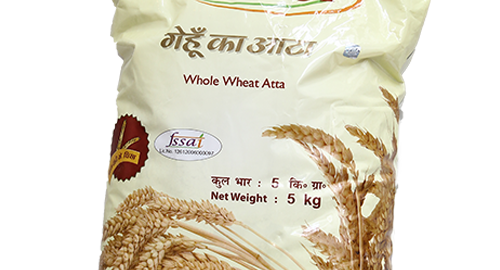 गेहूँ का आटा
Whole Wheat Atta
fssai
कुल भार : 5 कि॰ ग्रा॰
Net Weight : 5 kg